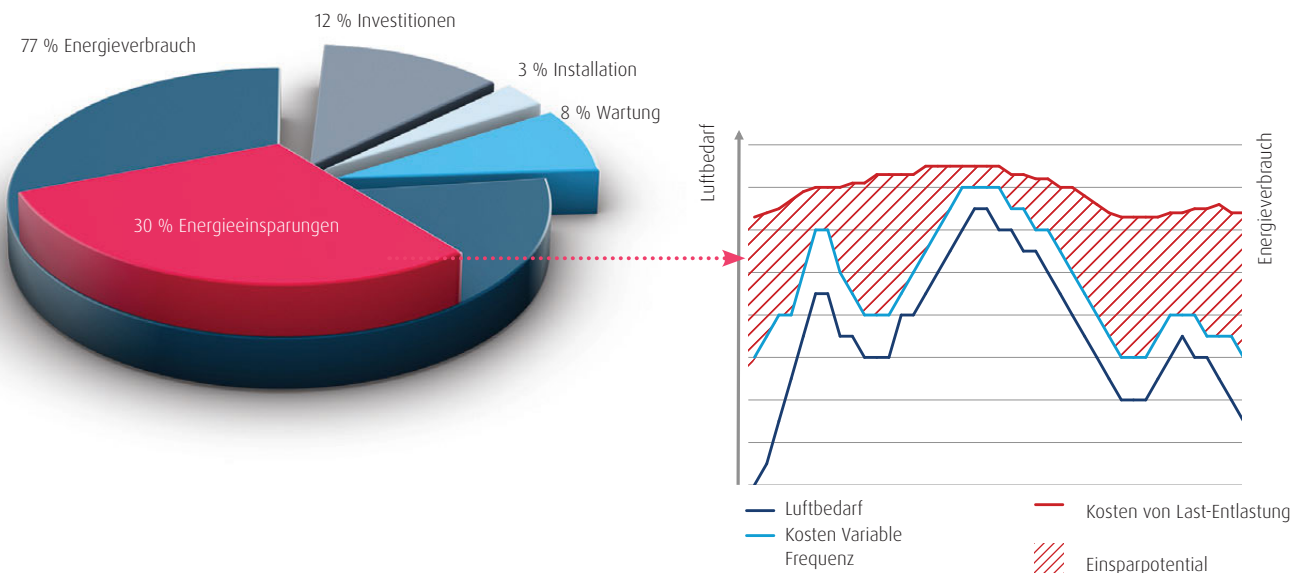 12 % Investitionen
77 % Energieverbrauch
3 % Installation
8 % Wartung
30 % Energieeinsparungen
Luftbedarf
Energieverbrauch
Luftbedarf
Kosten Variable
Frequenz
Kosten von Last-Entlastung
Einsparpotential